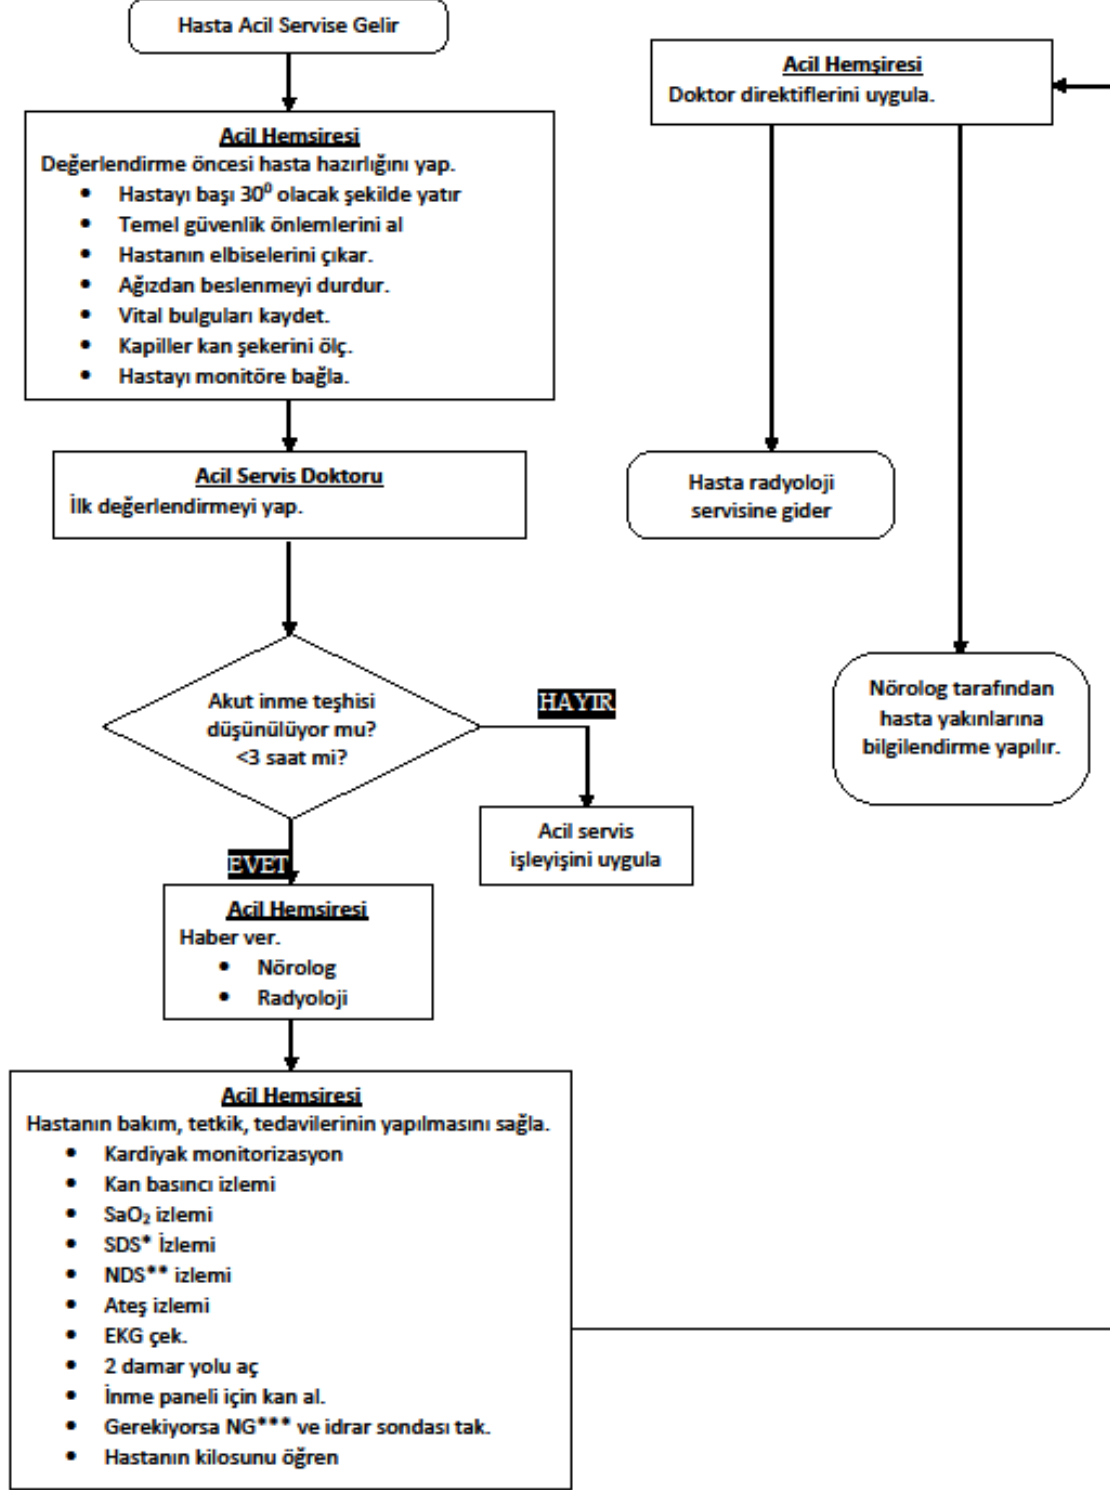 Hasta Acil Servise Gelir
Acil Hemsiresi
Değerlendirme öncesi hasta hazırlığını yap.
• Hastayı başı 30⁰ olacak şekilde yatır
• Temel güvenlik önlemlerini al
• Hastanın elbiselerini çıkar.
• Ağızdan beslenmeyi durdur.
• Vital bulguları kaydet.
• Kapiller kan şekerini ölç.
• Hastayı monitöre bağla.
Acil Servis Doktoru
İlk değerlendirmeyi yap.
Akut inme teşhisi
düşünülüyor mu?
<3 saat mi?
HAYIR
Acil servis
işleyişini uygula
EVET
Acil Hemsiresi
Haber ver.
• Nörolog
• Radyoloji
Acil Hemsiresi
Hastanın bakım, tetkik, tedavilerinin yapılmasını sağla.
• Kardiyak monitorizasyon
• Kan basıncı izlemi
• SaO₂ izlemi
• SDS* İzlemi
• NDS** izlemi
• Ateş izlemi
• EKG çek.
• 2 damar yolu aç
• İnme paneli için kan al.
• Gerekiyorsa NG*** ve idrar sondası tak.
• Hastanın kilosunu öğren
Acil Hemşiresi
Doktor direktiflerini uygula.
Hasta radyoloji
servisine gider
Nörolog tarafından
hasta yakınlarına
bilgilendirme yapılır.